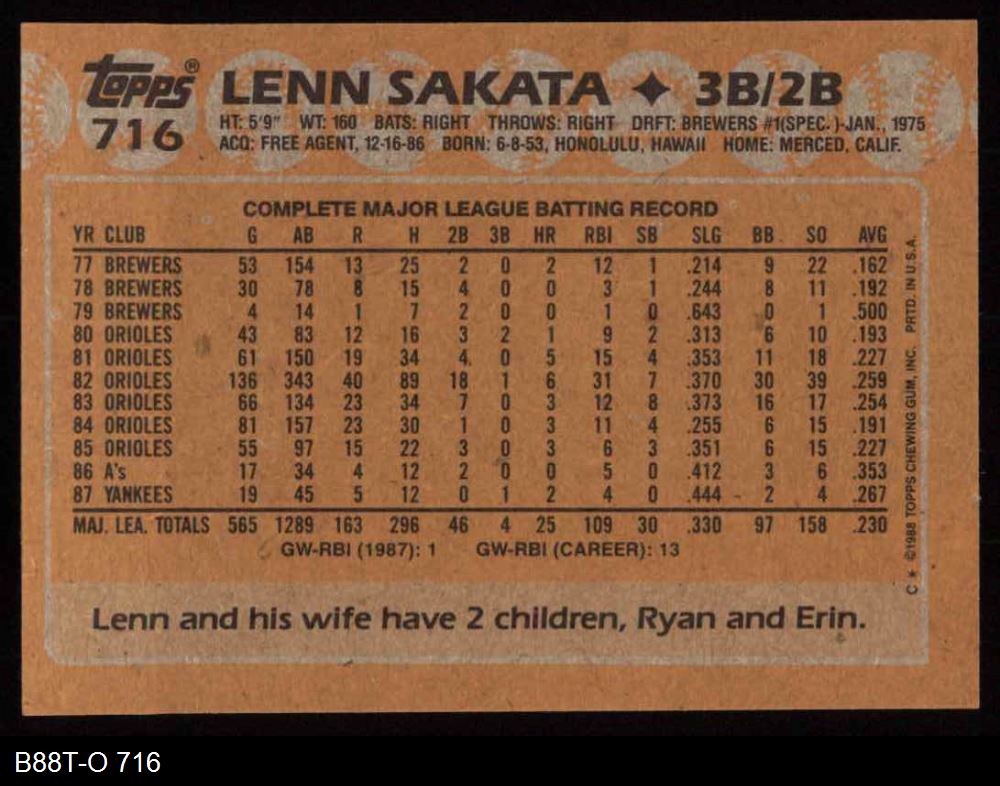 Topps® LENN SAKATA ✦ 3B/2B
716 HT: 5'9" WT: 160 BATS: RIGHT THROWS: RIGHT DRFT: BREWERS #1(SPEC.)-JAN., 1975
ACQ: FREE AGENT, 12-16-86 BORN: 6-8-53, HONOLULU, HAWAII HOME: MERCED, CALIF.
COMPLETE MAJOR LEAGUE BATTING RECORD
YR CLUB G AB R H 2B 3B HR RBI SB SLG BB SO AVG
77 BREWERS 53 154 13 25 2 0 2 12 1 .214 9 22 .162
78 BREWERS 30 78 8 15 4 0 0 3 1 .244 8 11 .192
79 BREWERS 4 14 1 7 2 0 0 1 0 .643 0 1 .500
80 ORIOLES 43 83 12 16 3 2 1 9 2 .313 6 10 .193
81 ORIOLES 61 150 19 34 4 0 5 15 4 .353 11 18 .227
82 ORIOLES 136 343 40 89 18 1 6 31 7 .370 30 39 .259
83 ORIOLES 66 134 23 34 7 0 3 12 8 .373 16 17 .254
84 ORIOLES 81 157 23 30 1 0 3 11 4 .255 6 15 .191
85 ORIOLES 55 97 15 22 3 0 3 6 3 .351 6 15 .227
86 A's 17 34 4 12 2 0 0 5 0 .412 3 6 .353
87 YANKEES 19 45 5 12 0 1 2 4 0 .444 2 4 .267
MAJ. LEA. TOTALS 565 1289 163 296 46 4 25 109 30 .330 97 158 .230
GW-RBI (1987): 1 GW-RBI (CAREER): 13
C * ©1988 TOPPS CHEWING GUM, INC. PRTD. IN U.S.A.
Lenn and his wife have 2 children, Ryan and Erin.
B88T-O 716